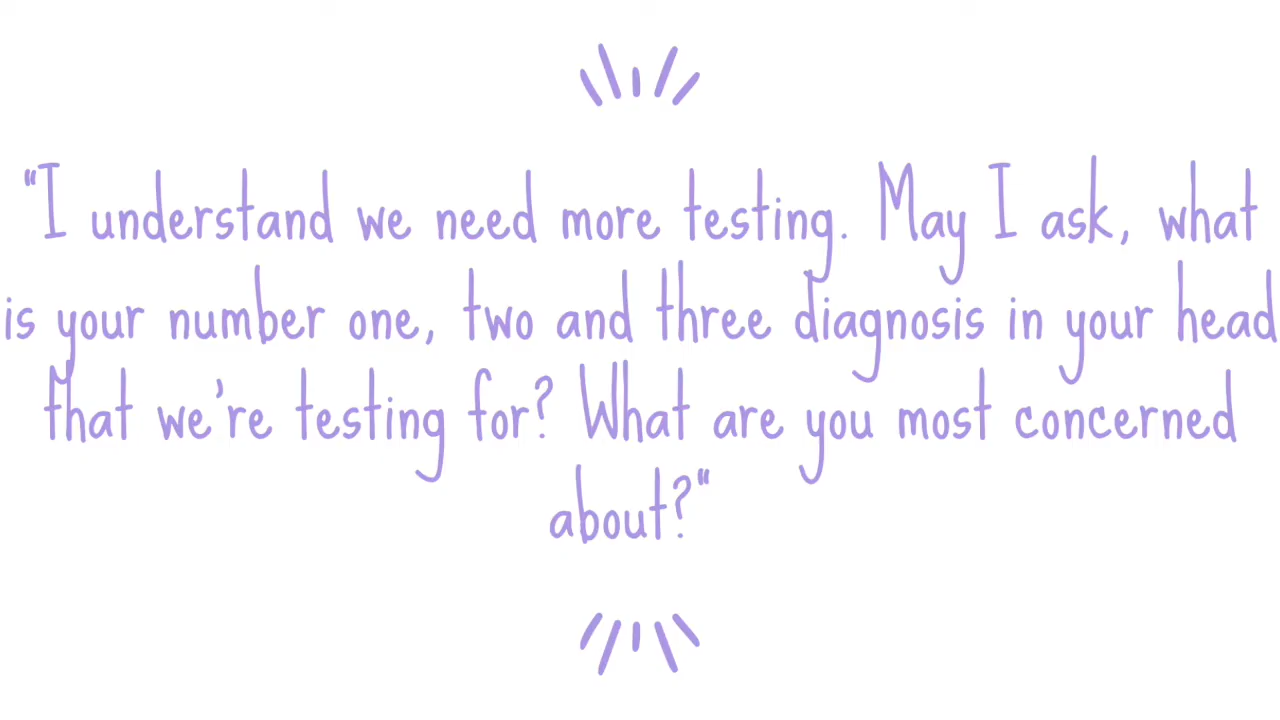 "I understand we need more testing. May I ask, what
is your number one, two and three diagnosis in your head
that we're testing for? What are you most concerned
about?"